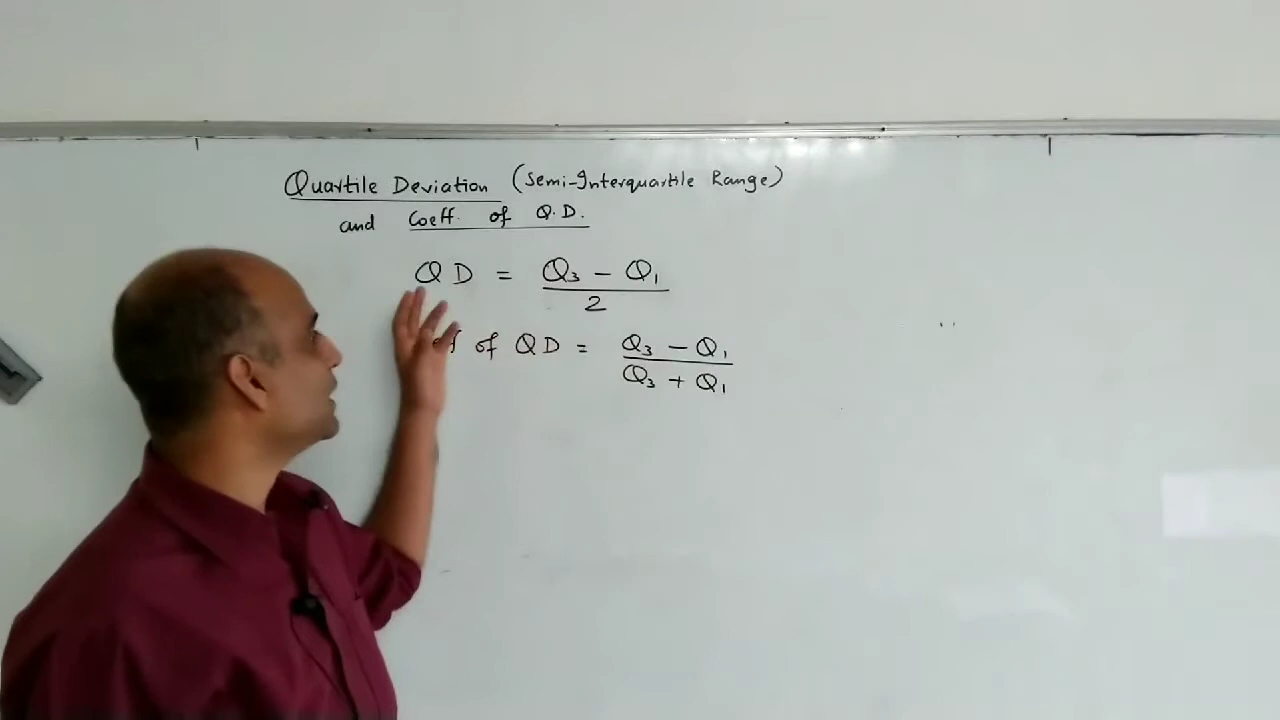 Quartile Deviation (Semi-Interquartile Range)
and Coeff. of Q.D.
QD = Q₃ − Q₁ / 2
of QD = Q₃ − Q₁ / Q₃ + Q₁